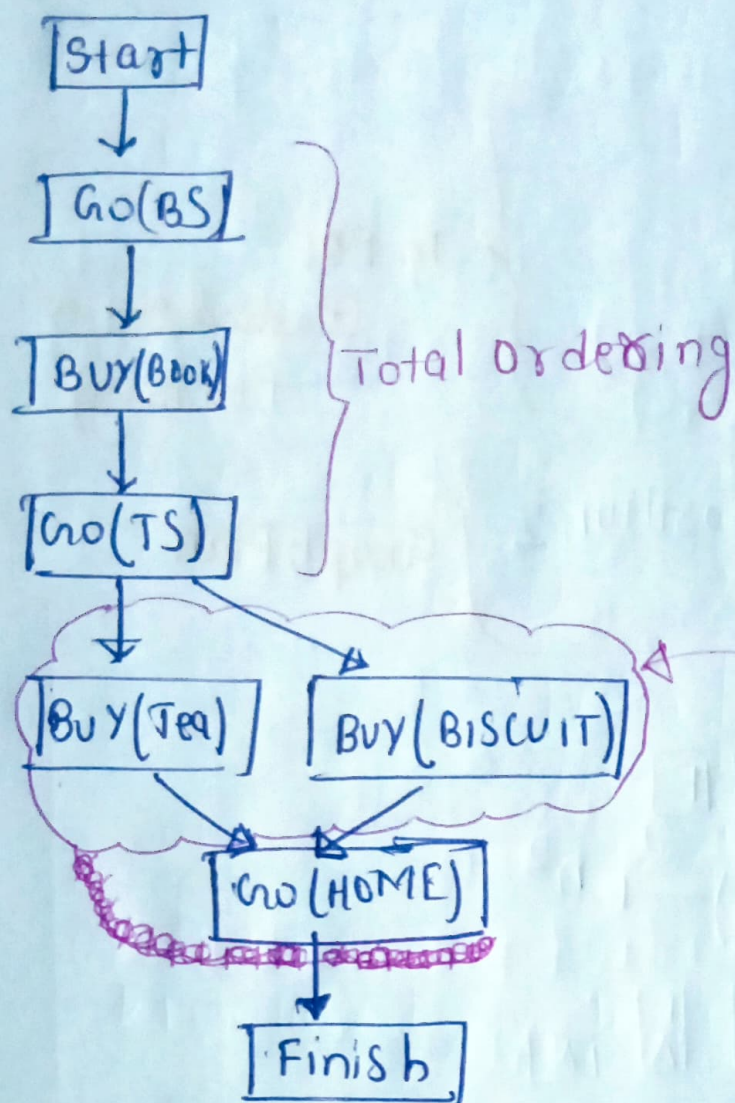 Start
Go(BS)
BUY(BOOK)
Total Ordering
Go(TS)
BUY(Tea)
BUY(BISCUIT)
Go(HOME)
Finish